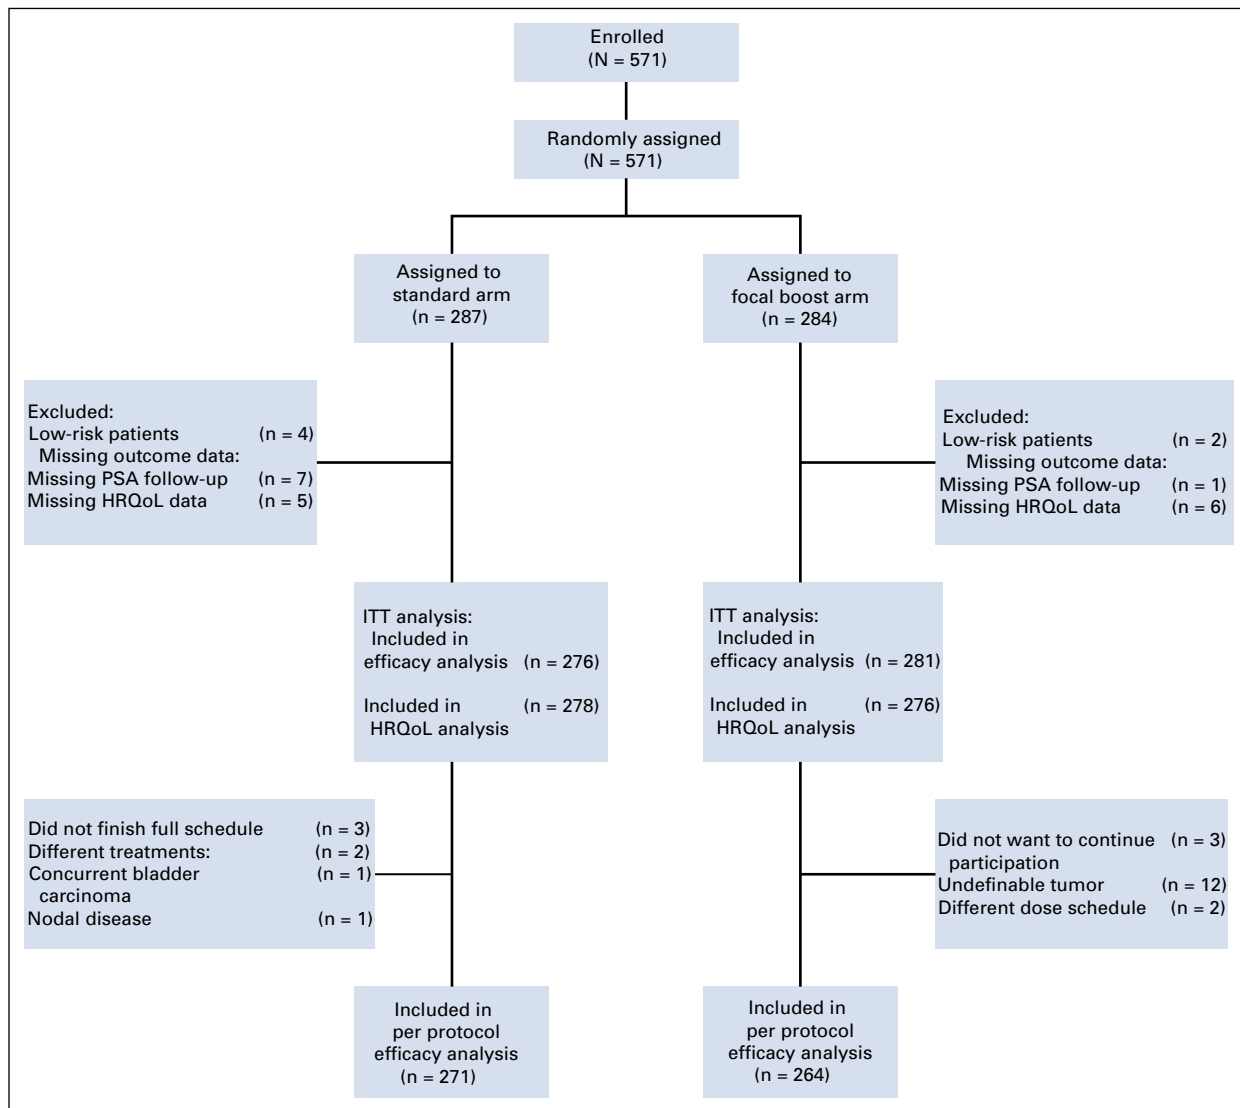 Enrolled
(N = 571)
Randomly assigned
(N = 571)
Assigned to
standard arm
(n = 287)
Assigned to
focal boost arm
(n = 284)
Excluded:
Low-risk patients (n = 4)
Missing outcome data:
Missing PSA follow-up (n = 7)
Missing HRQoL data (n = 5)
Excluded:
Low-risk patients (n = 2)
Missing outcome data:
Missing PSA follow-up (n = 1)
Missing HRQoL data (n = 6)
ITT analysis:
Included in
efficacy analysis (n = 276)
Included in (n = 278)
HRQoL analysis
ITT analysis:
Included in
efficacy analysis (n = 281)
Included in (n = 276)
HRQoL analysis
Did not finish full schedule (n = 3)
Different treatments: (n = 2)
Concurrent bladder (n = 1)
carcinoma
Nodal disease (n = 1)
Did not want to continue (n = 3)
participation
Undefinable tumor (n = 12)
Different dose schedule (n = 2)
Included in
per protocol
efficacy analysis
(n = 271)
Included in
per protocol
efficacy analysis
(n = 264)